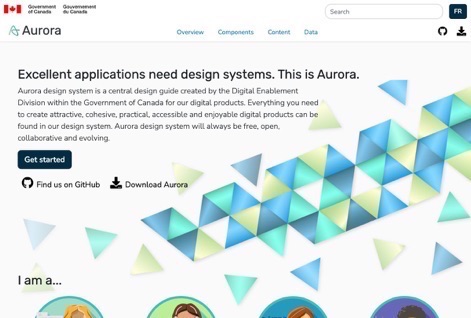 Government of Canada
Gouvernement du Canada
Search
FR
Aurora
Overview
Components
Content
Data
Excellent applications need design systems. This is Aurora.
Aurora design system is a central design guide created by the Digital Enablement
Division within the Government of Canada for our digital products. Everything you need
to create attractive, cohesive, practical, accessible and enjoyable digital products can be
found in our design system. Aurora design system will always be free, open,
collaborative and evolving.
Get started
Find us on GitHub
Download Aurora
I am a...